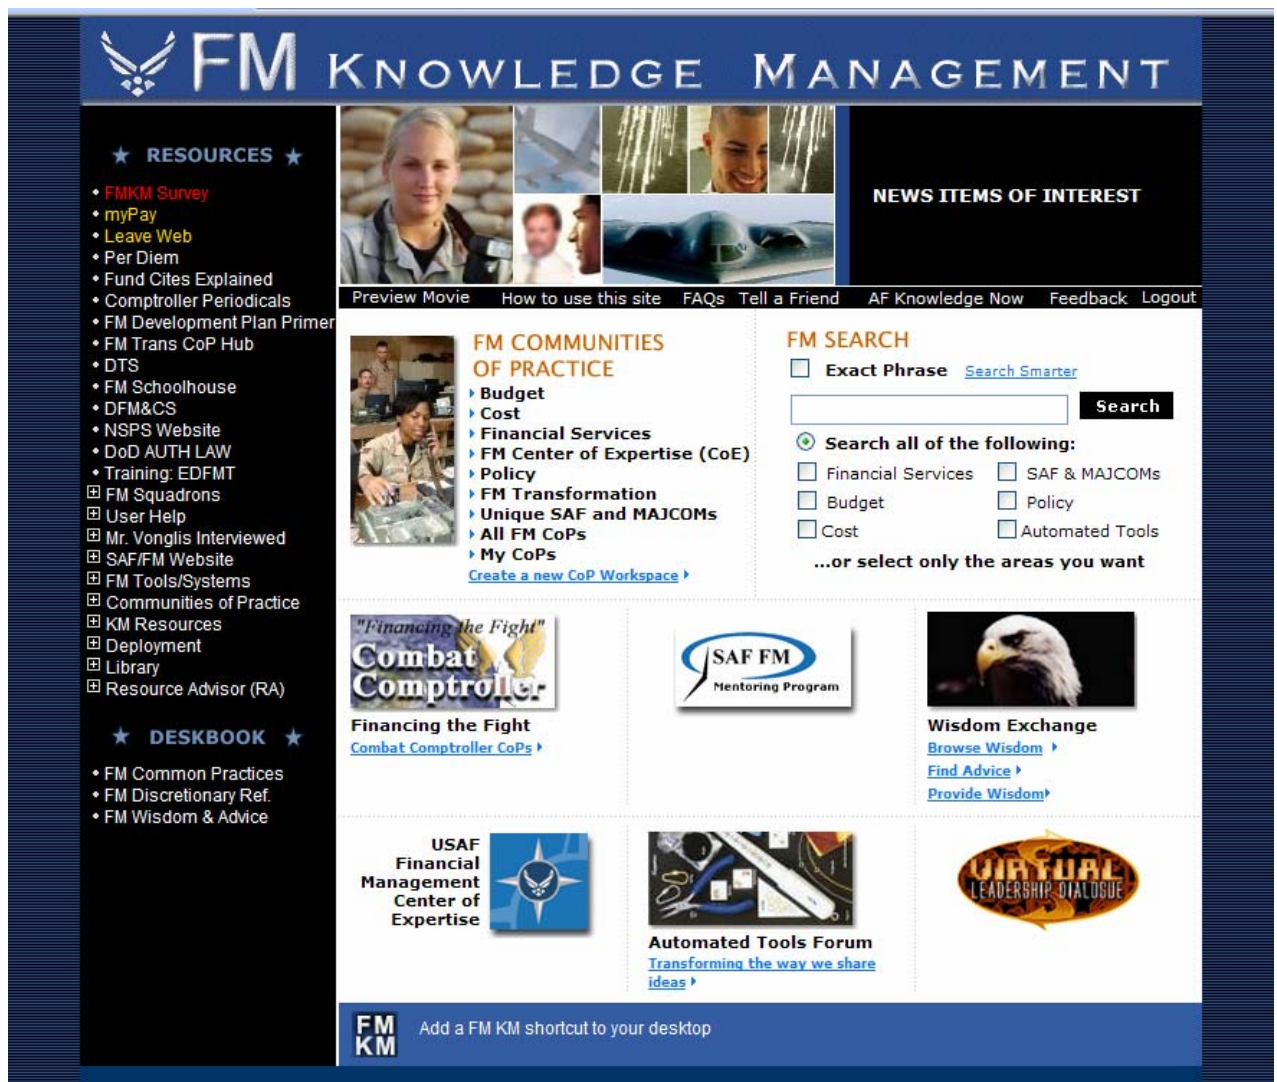 FM KNOWLEDGE MANAGEMENT
RESOURCES
FMKM Survey
myPay
Leave Web
Per Diem
Fund Cites Explained
Comptroller Periodicals
FM Development Plan Primer
FM Trans CoP Hub
DTS
FM Schoolhouse
DFM&CS
NSPS Website
DoD AUTH LAW
Training: EDFMT
FM Squadrons
User Help
Mr. Vonglis Interviewed
SAF/FM Website
FM Tools/Systems
Communities of Practice
KM Resources
Deployment
Library
Resource Advisor (RA)
DESKBOOK
FM Common Practices
FM Discretionary Ref.
FM Wisdom & Advice
NEWS ITEMS OF INTEREST
Preview Movie How to use this site FAQs Tell a Friend AF Knowledge Now Feedback Logout
FM COMMUNITIES
OF PRACTICE
Budget
Cost
Financial Services
FM Center of Expertise (CoE)
Policy
FM Transformation
Unique SAF and MAJCOMs
All FM CoPs
My CoPs
Create a new CoP Workspace
FM SEARCH
Exact Phrase Search Smarter
Search
Search all of the following:
Financial Services SAF & MAJCOMs
Budget Policy
Cost Automated Tools
...or select only the areas you want
"Financing the Fight"
Combat
Comptroller
Financing the Fight
Combat Comptroller CoPs
SAF FM
Mentoring Program
Wisdom Exchange
Browse Wisdom
Find Advice
Provide Wisdom
USAF
Financial
Management
Center of
Expertise
Automated Tools Forum
Transforming the way we share
ideas
VIRTUAL
LEADERSHIP DIALOGUE
FM
KM
Add a FM KM shortcut to your desktop